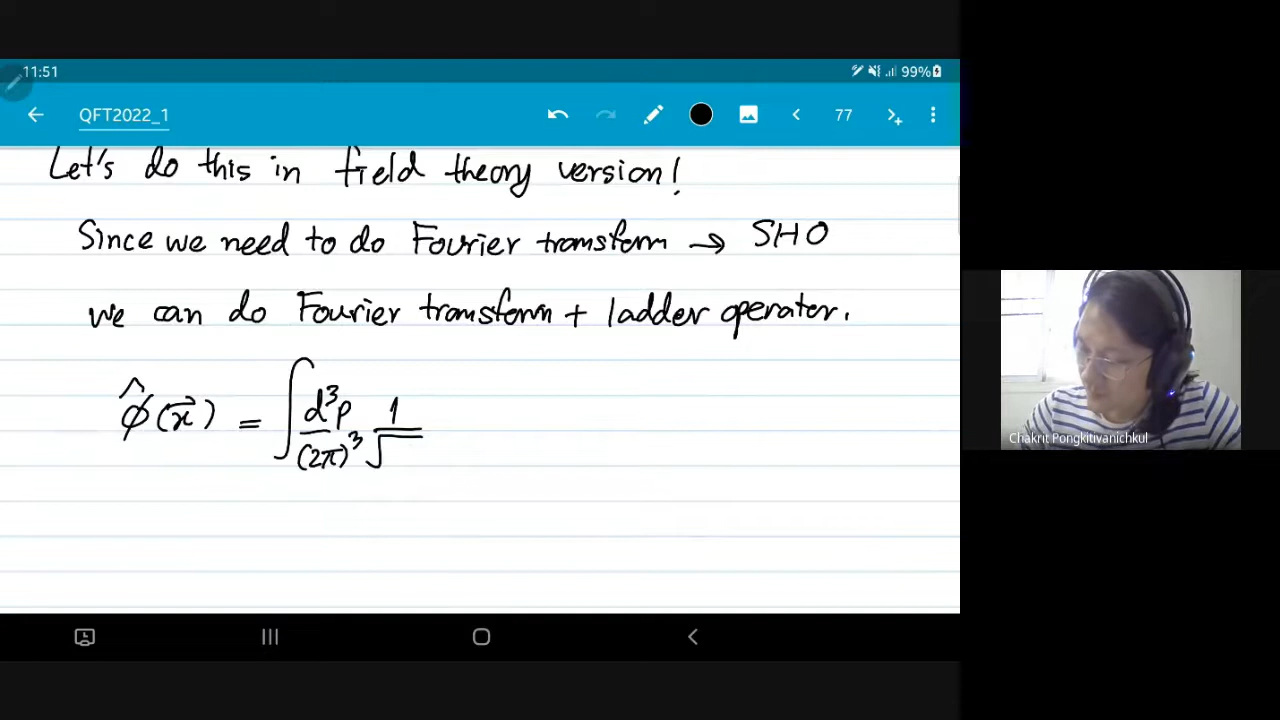 11:51
99%
QFT2022_1
77
Let's do this in field theory version!
Since we need to do Fourier transform → SHO
we can do Fourier transform + ladder operator.
φ̂(x⃗) = ∫ d³p/(2π)³ 1/√
Chakrit Pongkitivanichkul